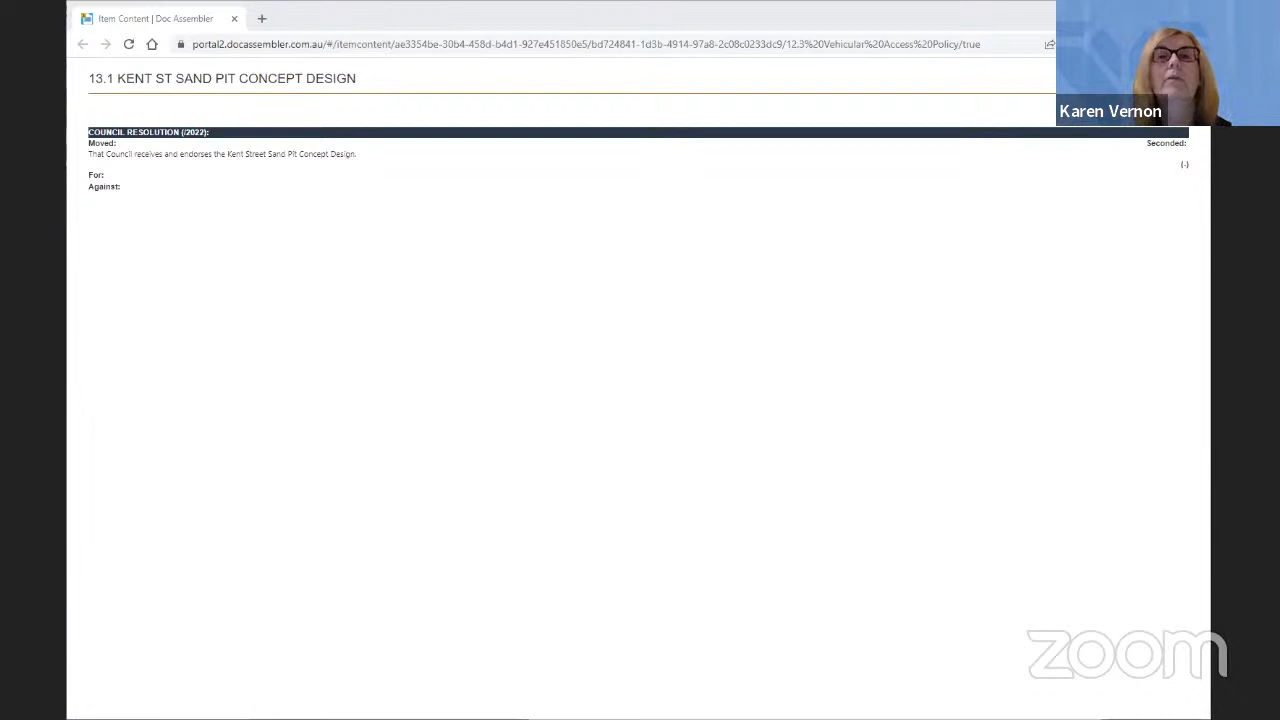 Item Content | Doc Assembler
portal2.docassembler.com.au/#/itemcontent/ae3354be-30b4-458d-b4d1-927e451850e5/bd724841-1d3b-4914-97a8-2c08c0233dc9/12.3%20Vehicular%20Access%20Policy/true
Karen Vernon
13.1 KENT ST SAND PIT CONCEPT DESIGN
COUNCIL RESOLUTION (/2022):
Moved: Seconded:
That Council receives and endorses the Kent Street Sand Pit Concept Design.
(-)
For:
Against:
zoom